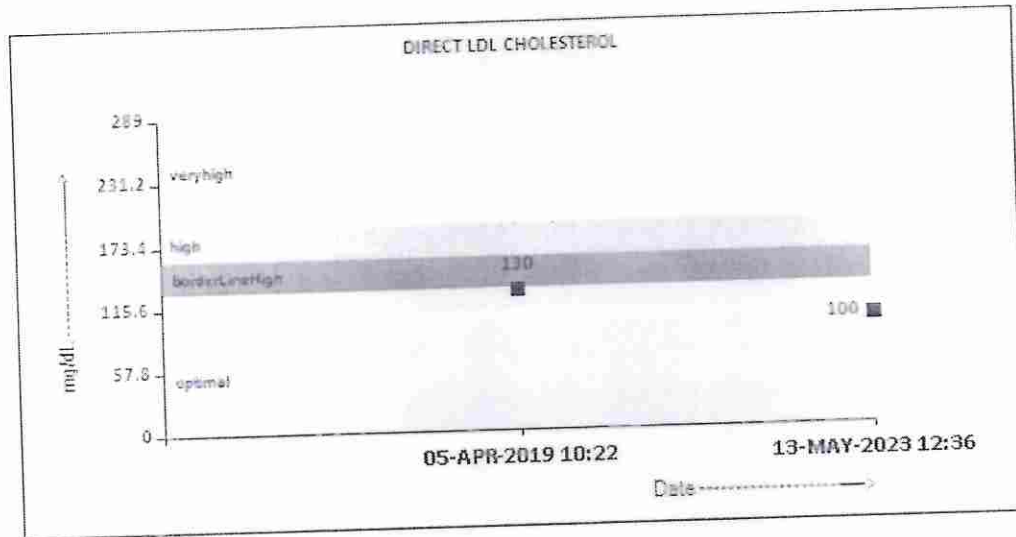 DIRECT LDL CHOLESTEROL
289
231.2
veryhigh
173.4
high
130
borderLineHigh
115.6
100
mg/dL
57.8
optimal
0
05-APR-2019 10:22
13-MAY-2023 12:36
Date